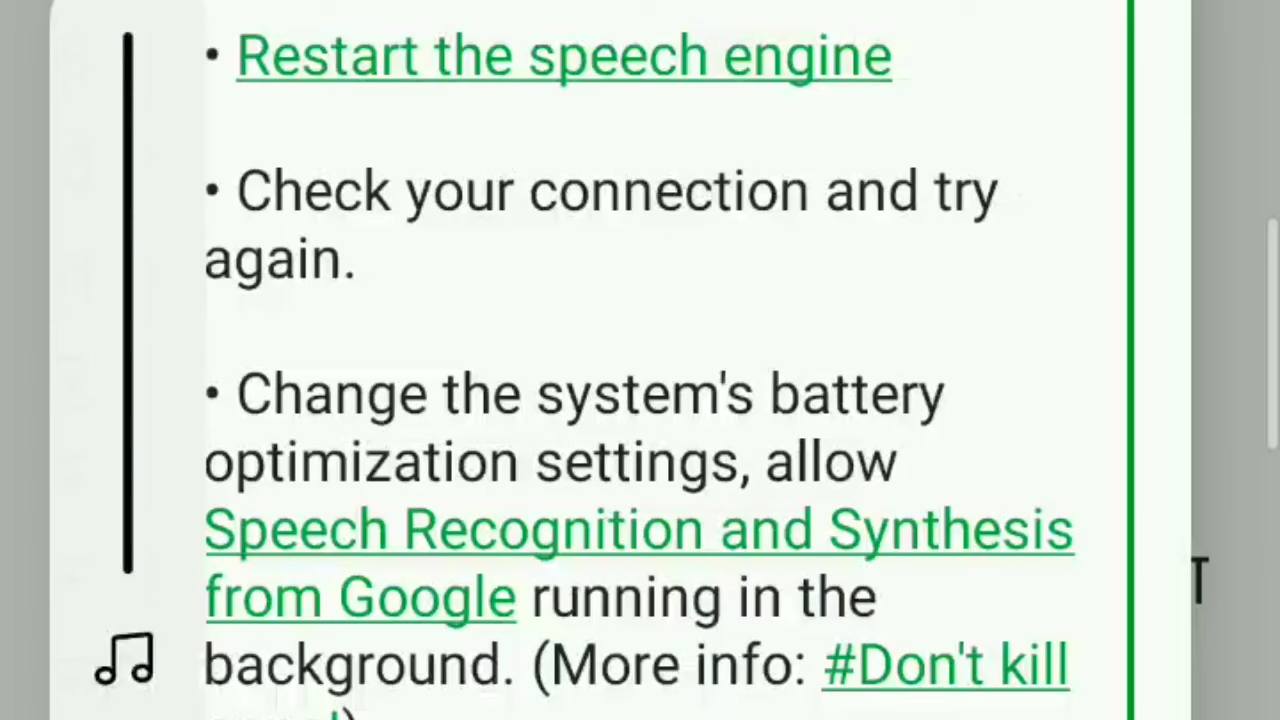 • Restart the speech engine
• Check your connection and try
again.
• Change the system's battery
optimization settings, allow
Speech Recognition and Synthesis
from Google running in the
background. (More info: #Don't kill
T